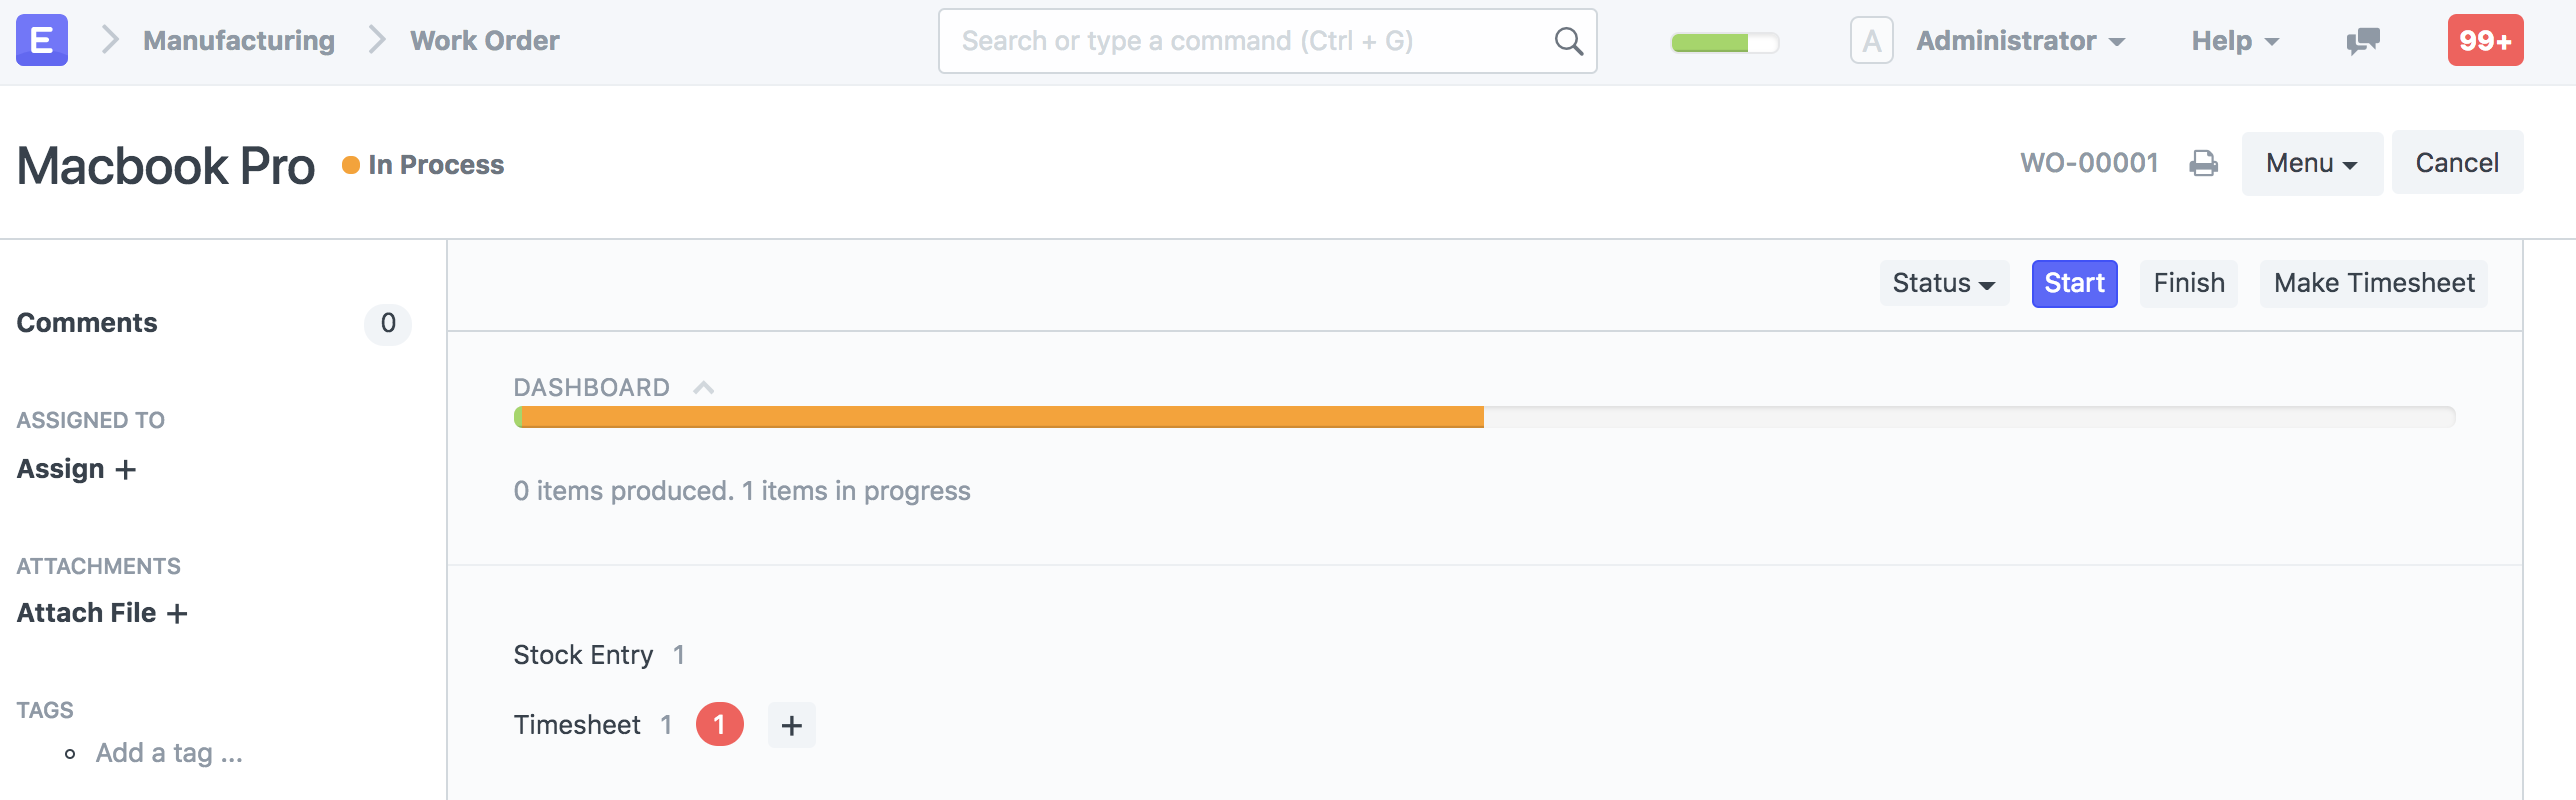 E Manufacturing Work Order Search or type a command (Ctrl + G) A Administrator Help 99+
Macbook Pro In Process WO-00001 Menu Cancel
Status Start Finish Make Timesheet
Comments 0
DASHBOARD
ASSIGNED TO
Assign +
0 items produced. 1 items in progress
ATTACHMENTS
Attach File +
Stock Entry 1
Timesheet 1 1 +
TAGS
Add a tag ...